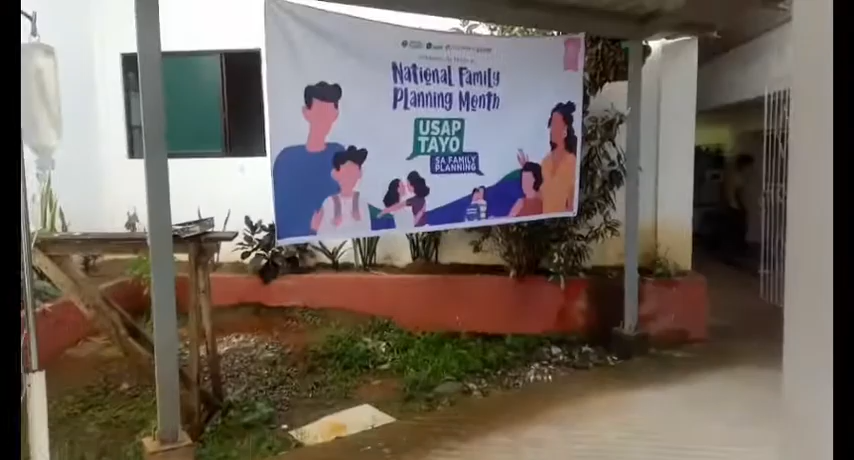 National Family
Planning Month
USAP
TAYO
SA FAMILY
PLANNING